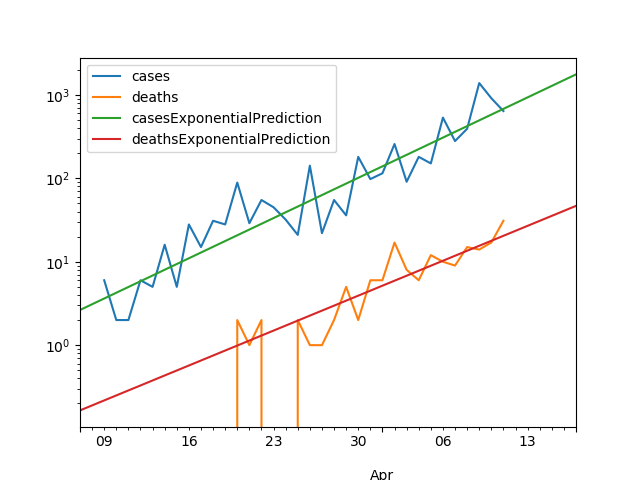 cases
deaths
casesExponentialPrediction
deathsExponentialPrediction
10³
10²
10¹
10⁰
09 16 23 30 06 13
Apr